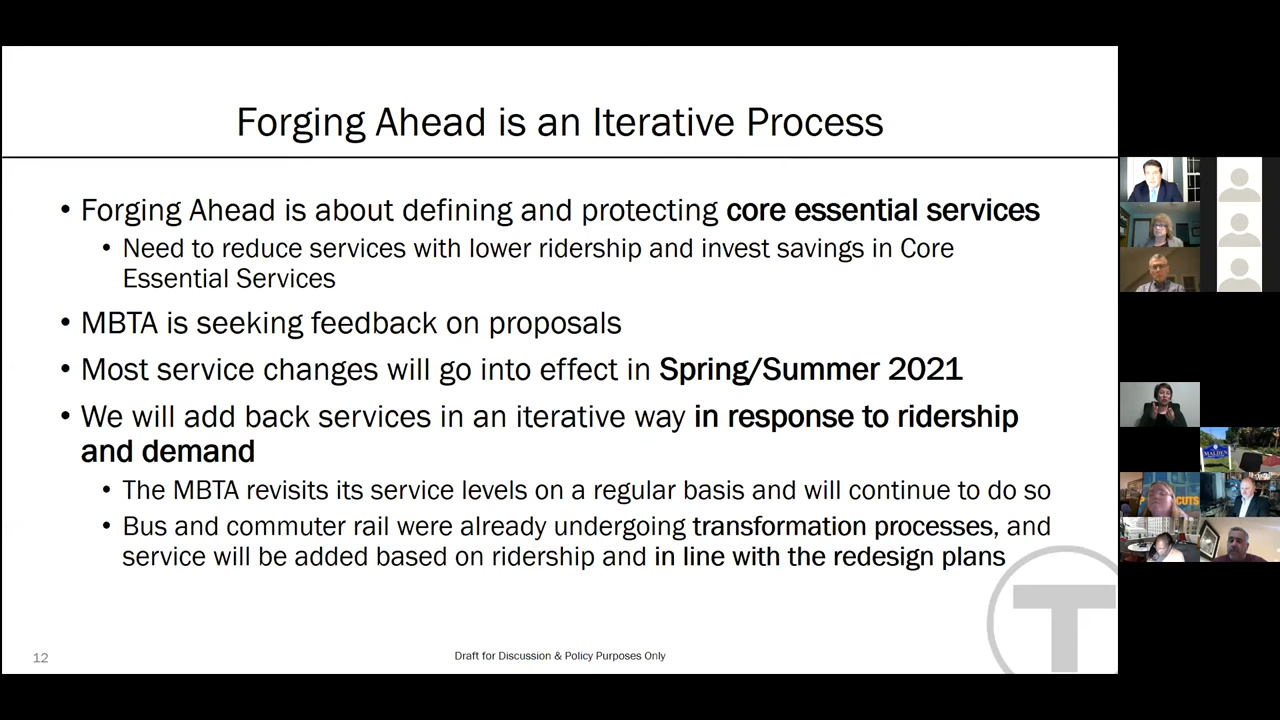 Forging Ahead is an Iterative Process
• Forging Ahead is about defining and protecting core essential services
• Need to reduce services with lower ridership and invest savings in Core
Essential Services
• MBTA is seeking feedback on proposals
• Most service changes will go into effect in Spring/Summer 2021
• We will add back services in an iterative way in response to ridership
and demand
• The MBTA revisits its service levels on a regular basis and will continue to do so
• Bus and commuter rail were already undergoing transformation processes, and
service will be added based on ridership and in line with the redesign plans
12
Draft for Discussion & Policy Purposes Only
T
MALDEN
CUTS